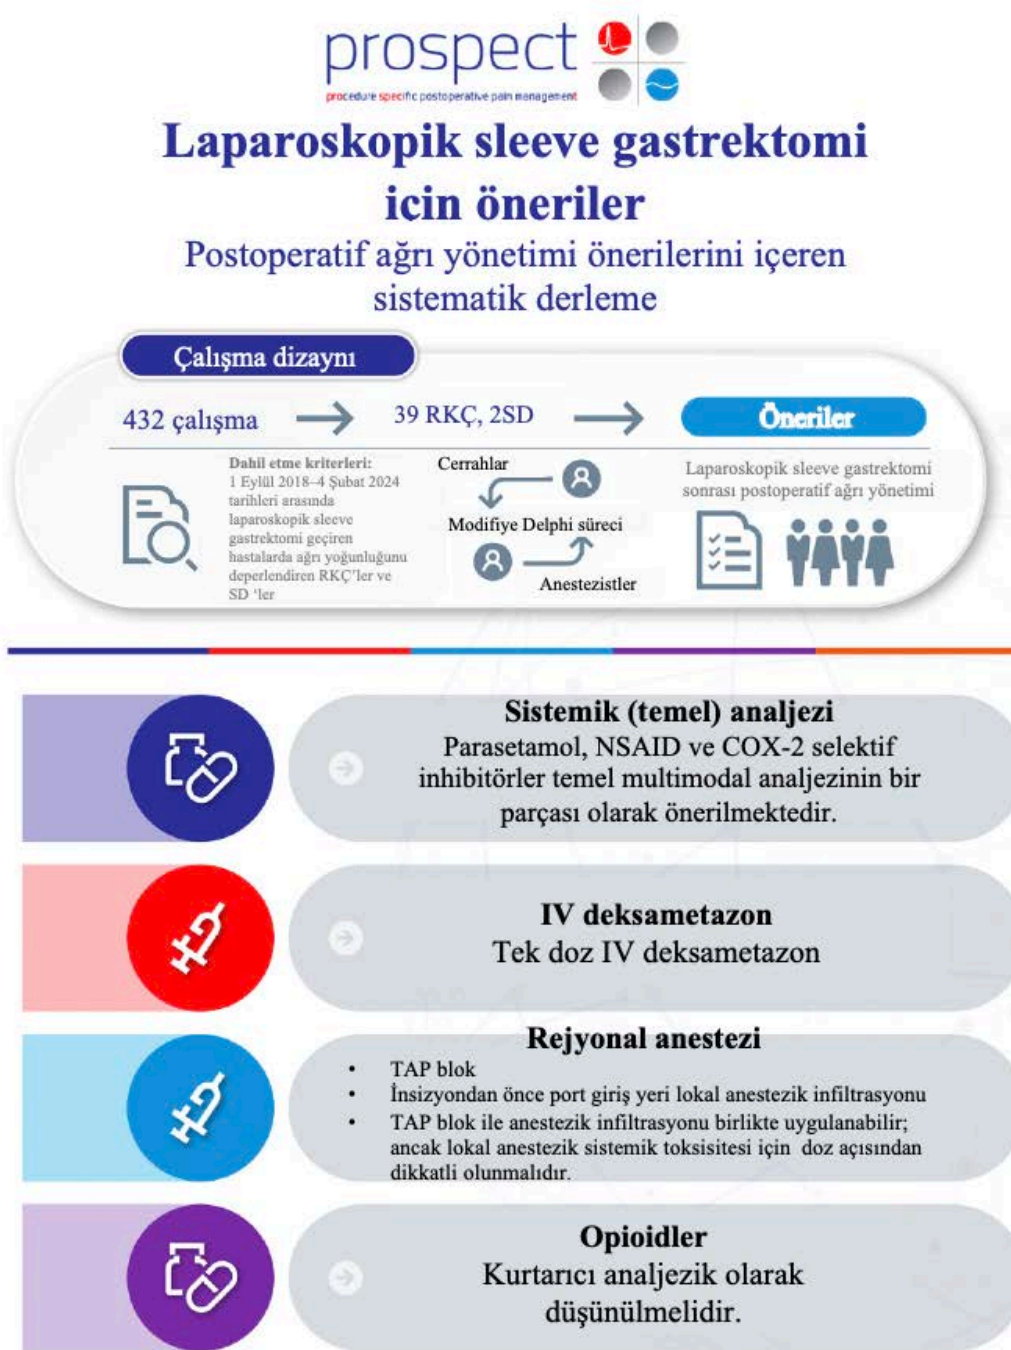 prospect
procedure specific postoperative pain management
Laparoskopik sleeve gastrektomi
icin öneriler
Postoperatif ağrı yönetimi önerilerini içeren
sistematik derleme
Çalışma dizaynı
432 çalışma
39 RKÇ, 2SD
Öneriler
Dahil etme kriterleri:
1 Eylül 2018–4 Şubat 2024
tarihleri arasında
laparoskopik sleeve
gastrektomi geçiren
hastalarda ağrı yoğunluğunu
deperlendiren RKÇ'ler ve
SD 'ler
Cerrahlar
Modifiye Delphi süreci
Anestezistler
Laparoskopik sleeve gastrektomi
sonrası postoperatif ağrı yönetimi
Sistemik (temel) analjezi
Parasetamol, NSAID ve COX-2 selektif
inhibitörler temel multimodal analjezinin bir
parçası olarak önerilmektedir.
IV deksametazon
Tek doz IV deksametazon
Rejyonal anestezi
• TAP blok
• İnsizyondan önce port giriş yeri lokal anestezik infiltrasyonu
• TAP blok ile anestezik infiltrasyonu birlikte uygulanabilir;
ancak lokal anestezik sistemik toksisitesi için doz açısından
dikkatli olunmalıdır.
Opioidler
Kurtarıcı analjezik olarak
düşünülmelidir.